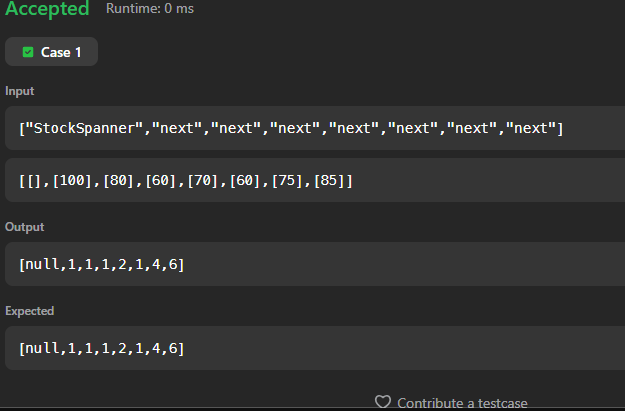 Accepted Runtime: 0 ms
Case 1
Input
["StockSpanner","next","next","next","next","next","next","next"]
[[],[100],[80],[60],[70],[60],[75],[85]]
Output
[null,1,1,1,2,1,4,6]
Expected
[null,1,1,1,2,1,4,6]
Contribute a testcase